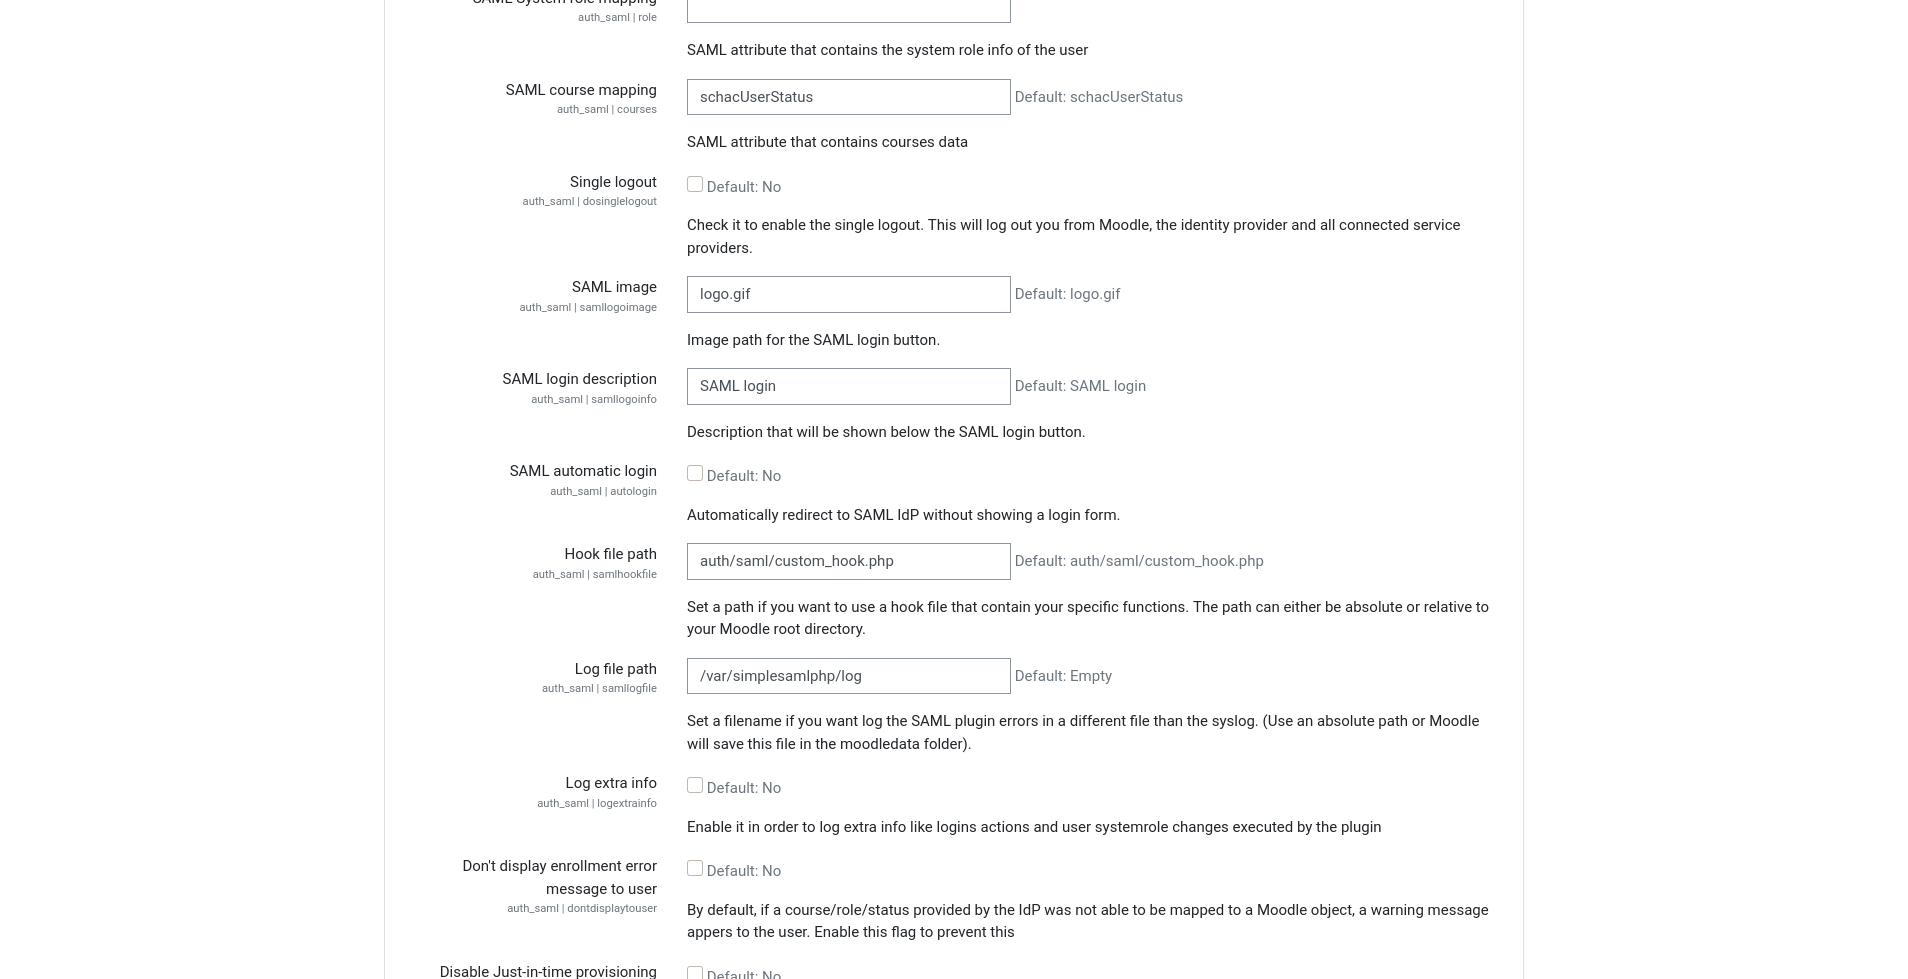 SAML System role mapping
auth_saml | role
SAML attribute that contains the system role info of the user
SAML course mapping
auth_saml | courses
schacUserStatus
Default: schacUserStatus
SAML attribute that contains courses data
Single logout
auth_saml | dosinglelogout
Default: No
Check it to enable the single logout. This will log out you from Moodle, the identity provider and all connected service
providers.
SAML image
auth_saml | samllogoimage
logo.gif
Default: logo.gif
Image path for the SAML login button.
SAML login description
auth_saml | samllogoinfo
SAML login
Default: SAML login
Description that will be shown below the SAML login button.
SAML automatic login
auth_saml | autologin
Default: No
Automatically redirect to SAML IdP without showing a login form.
Hook file path
auth_saml | samlhookfile
auth/saml/custom_hook.php
Default: auth/saml/custom_hook.php
Set a path if you want to use a hook file that contain your specific functions. The path can either be absolute or relative to
your Moodle root directory.
Log file path
auth_saml | samllogfile
/var/simplesamlphp/log
Default: Empty
Set a filename if you want log the SAML plugin errors in a different file than the syslog. (Use an absolute path or Moodle
will save this file in the moodledata folder).
Log extra info
auth_saml | logextrainfo
Default: No
Enable it in order to log extra info like logins actions and user systemrole changes executed by the plugin
Don't display enrollment error
message to user
auth_saml | dontdisplaytouser
Default: No
By default, if a course/role/status provided by the IdP was not able to be mapped to a Moodle object, a warning message
appers to the user. Enable this flag to prevent this
Disable Just-in-time provisioning
Default: No